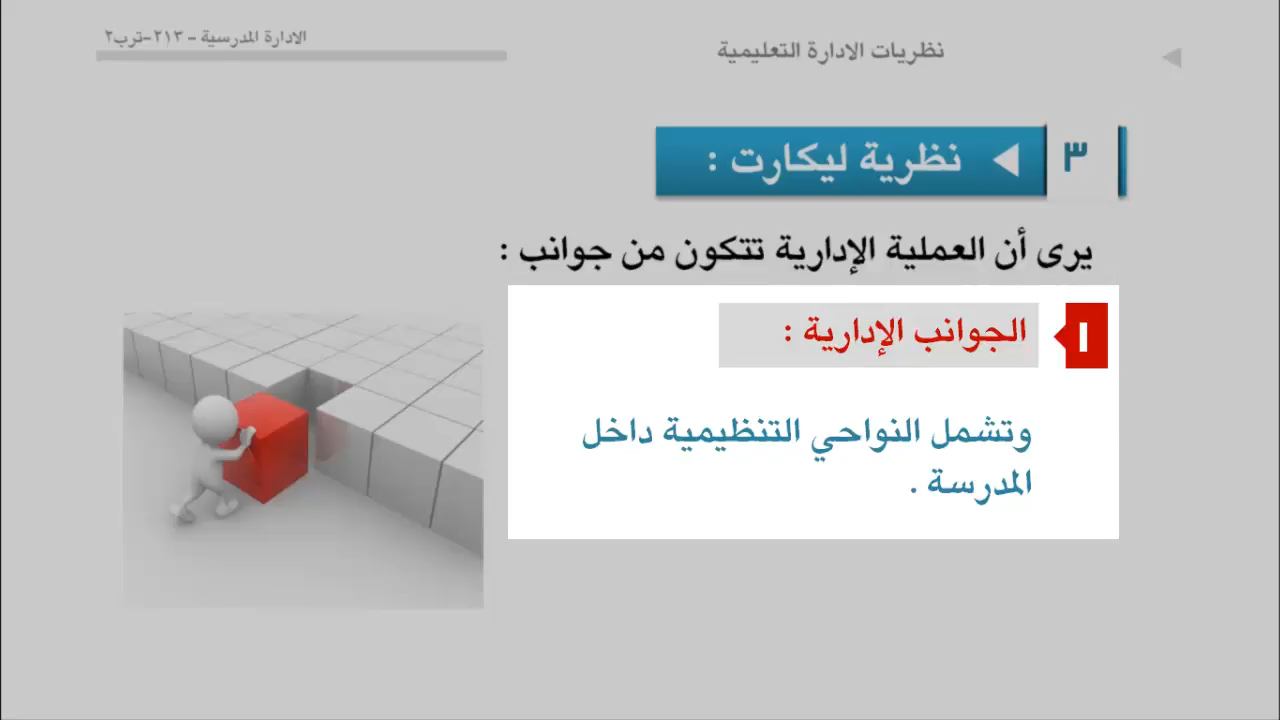 الادارة المدرسية - ٢١٣-ترب٢
نظريات الادارة التعليمية
٣ نظرية ليكارت :
يرى أن العملية الإدارية تتكون من جوانب :
١ الجوانب الإدارية :
وتشمل النواحي التنظيمية داخل
المدرسة .